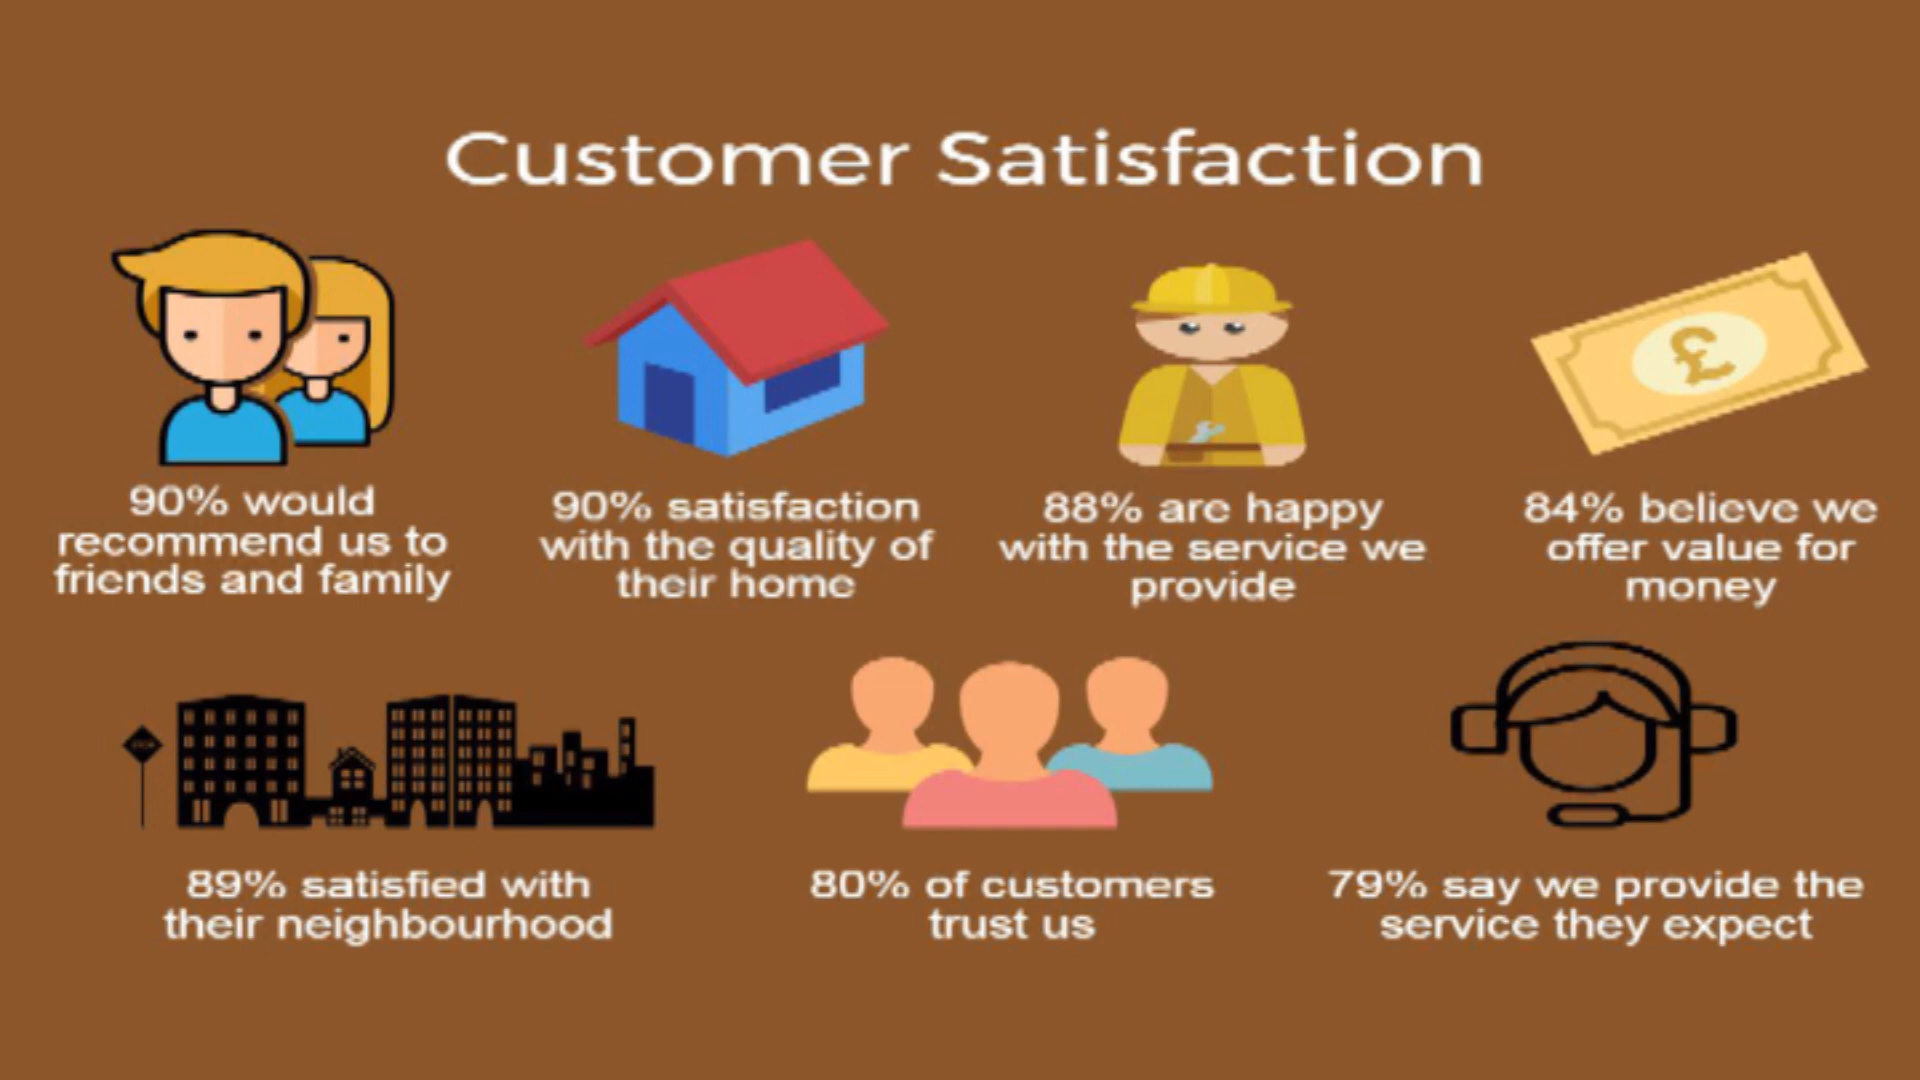 Customer Satisfaction
90% would
recommend us to
friends and family
90% satisfaction
with the quality of
their home
88% are happy
with the service we
provide
84% believe we
offer value for
money
£
89% satisfied with
their neighbourhood
80% of customers
trust us
79% say we provide the
service they expect